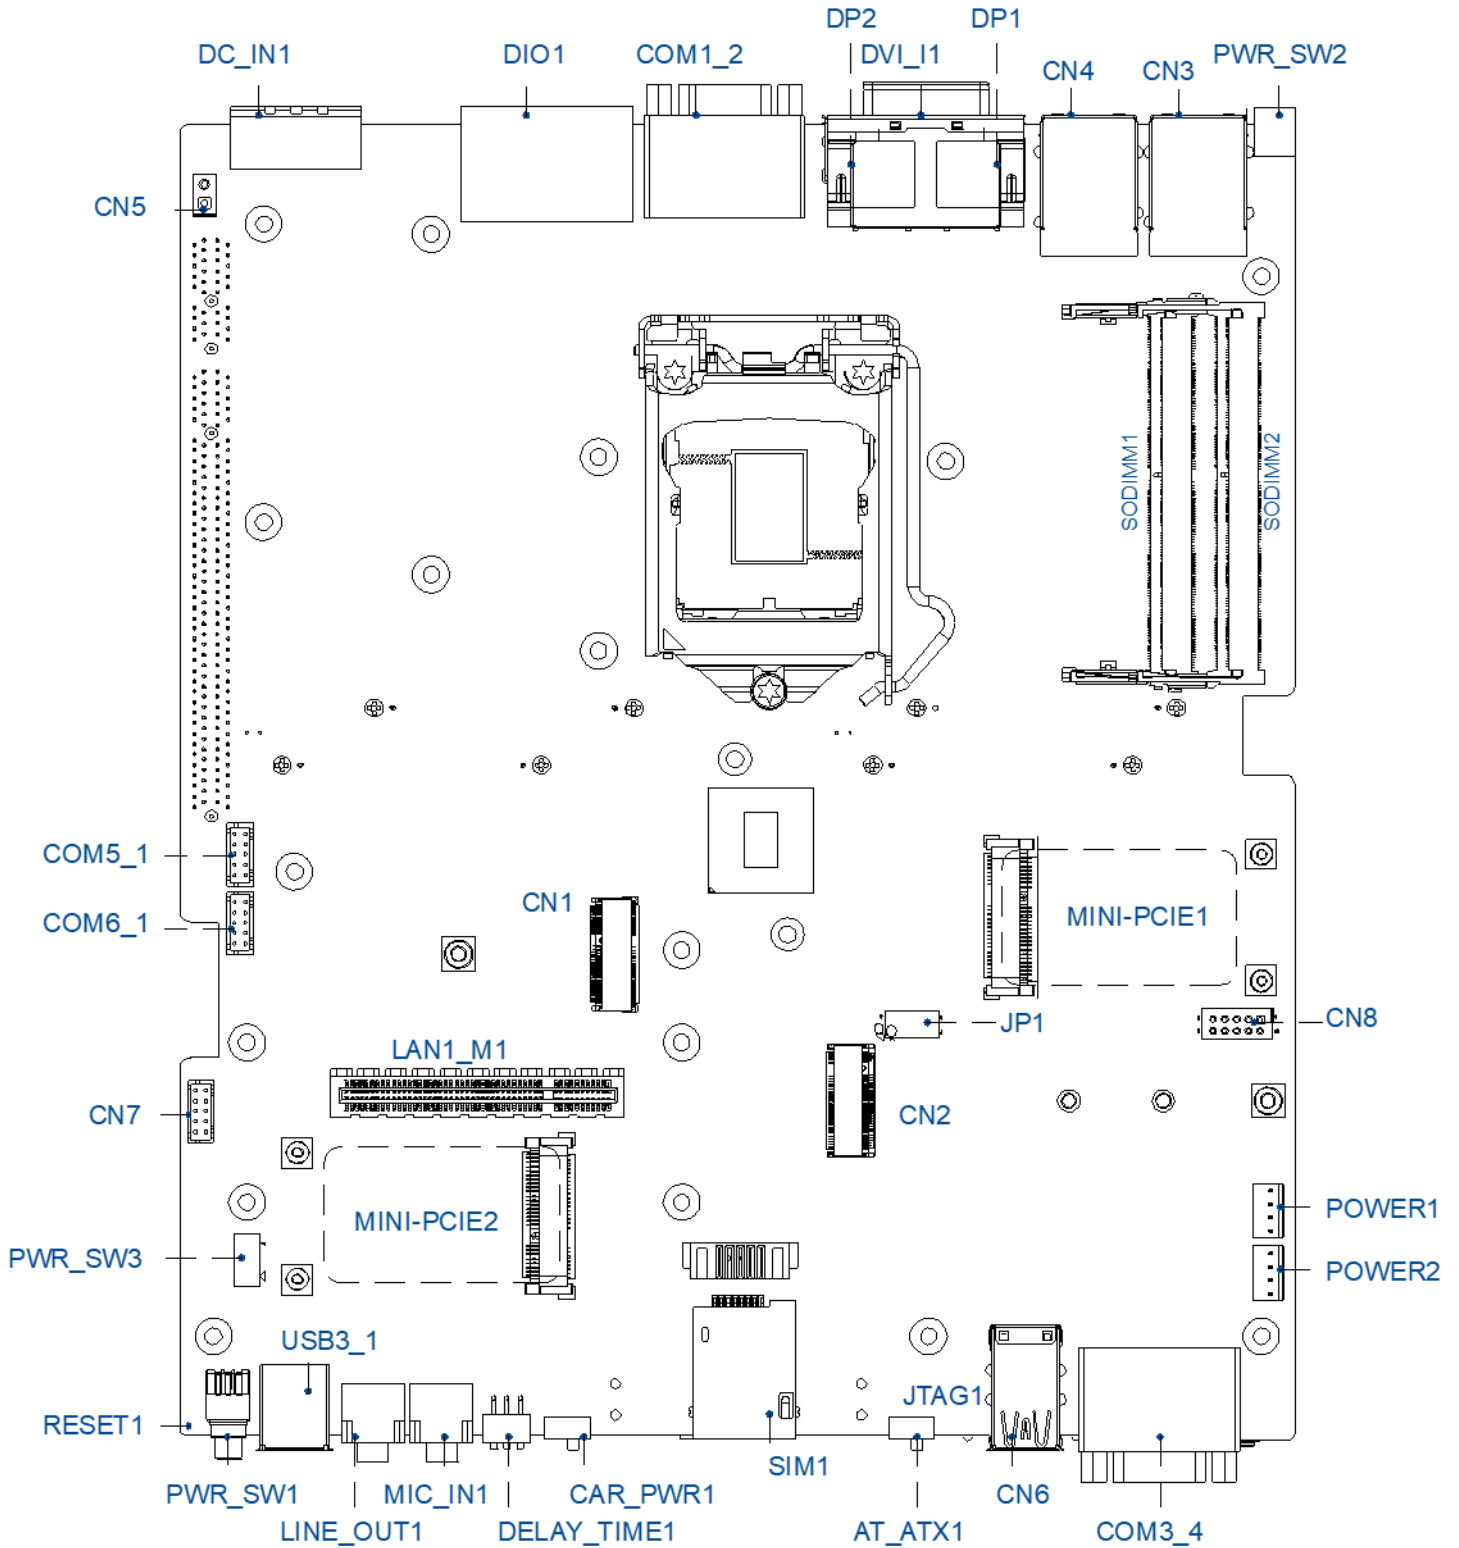 DP2
DP1
DC_IN1
DIO1
COM1_2
DVI_I1
CN4
CN3
PWR_SW2
CN5
SODIMM1
SODIMM2
COM5_1
COM6_1
CN1
MINI-PCIE1
JP1
CN8
LAN1_M1
CN7
CN2
MINI-PCIE2
POWER1
PWR_SW3
POWER2
USB3_1
JTAG1
RESET1
SIM1
PWR_SW1
MIC_IN1
CAR_PWR1
CN6
LINE_OUT1
DELAY_TIME1
AT_ATX1
COM3_4